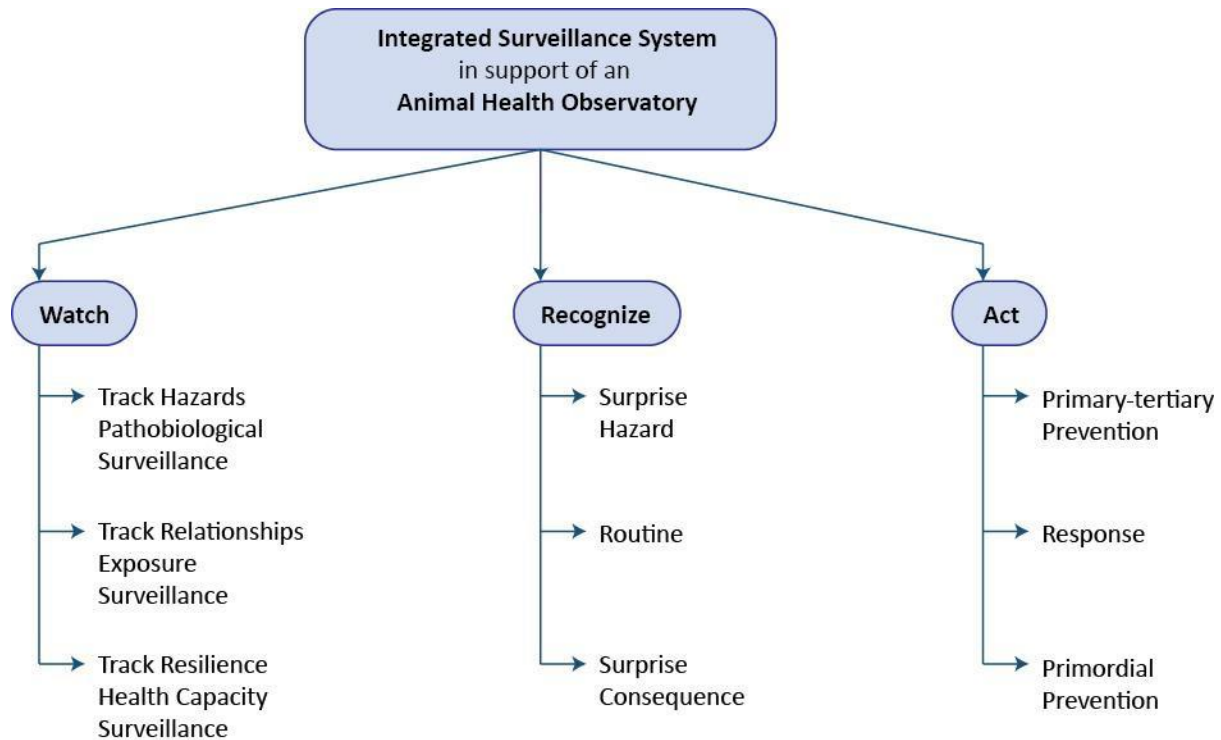 Integrated Surveillance System
in support of an
Animal Health Observatory
Watch
Track Hazards
Pathobiological
Surveillance
Track Relationships
Exposure
Surveillance
Track Resilience
Health Capacity
Surveillance
Recognize
Surprise
Hazard
Routine
Surprise
Consequence
Act
Primary-tertiary
Prevention
Response
Primordial
Prevention